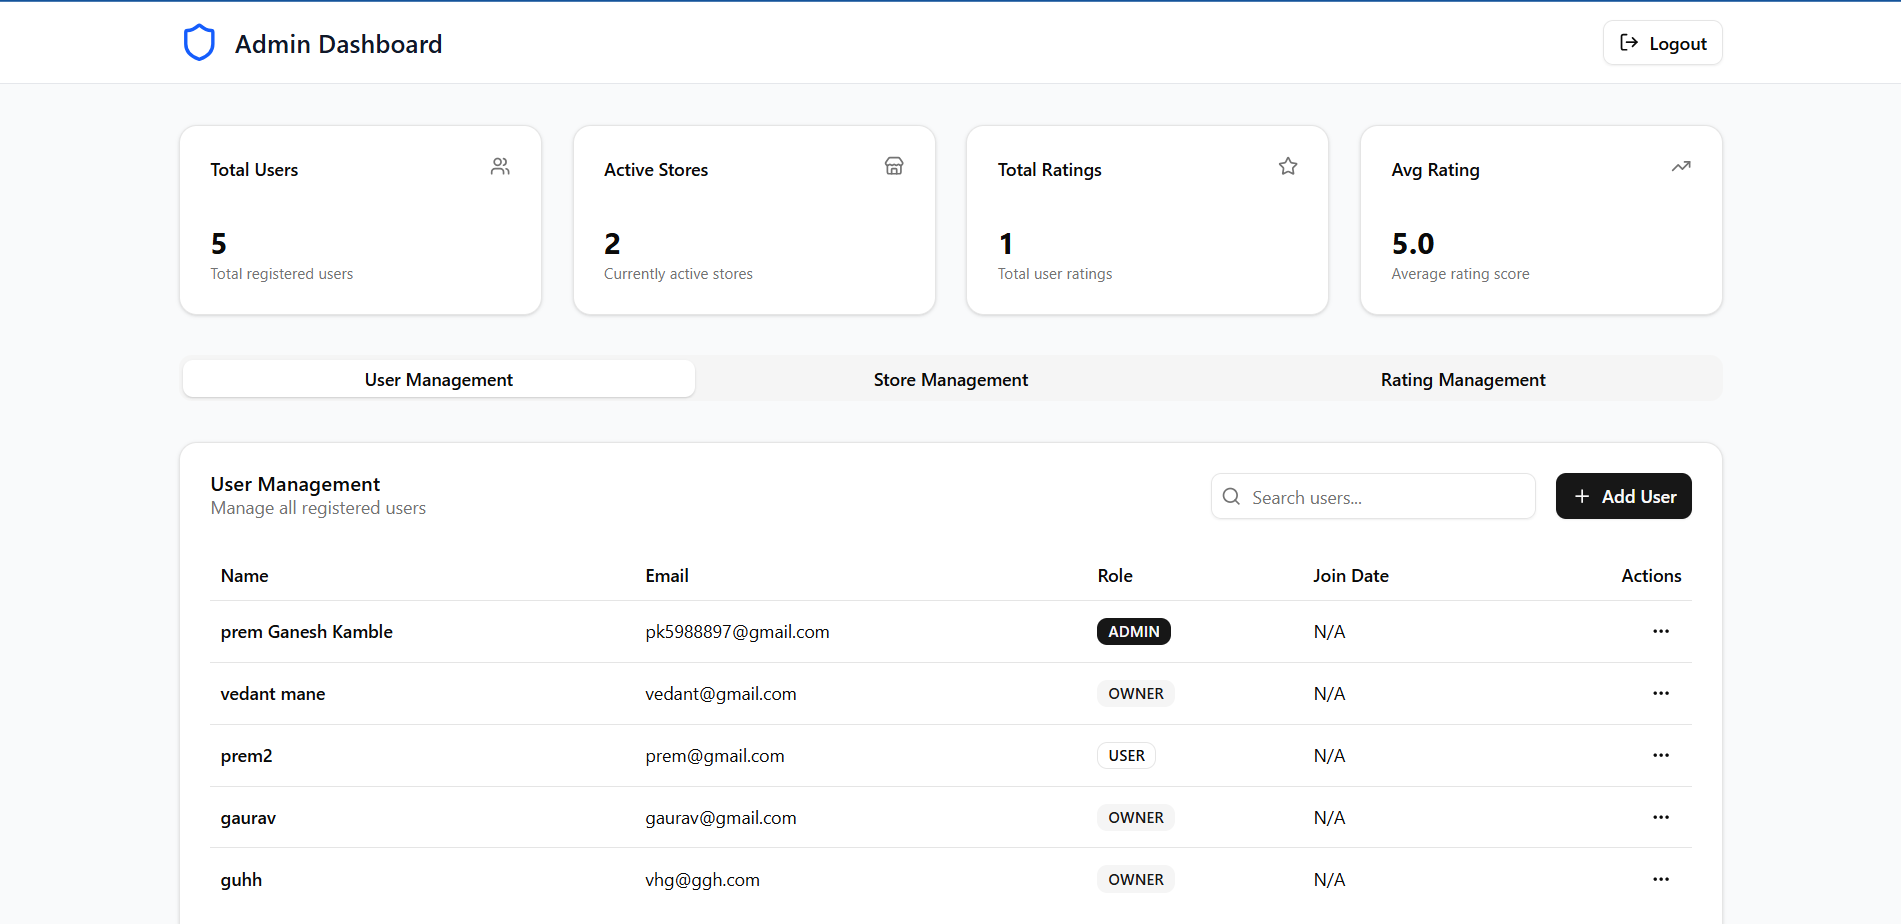 Admin Dashboard
Logout
Total Users
5
Total registered users
Active Stores
2
Currently active stores
Total Ratings
1
Total user ratings
Avg Rating
5.0
Average rating score
User Management
Store Management
Rating Management
User Management
Manage all registered users
Search users...
Add User
Name Email Role Join Date Actions
prem Ganesh Kamble pk5988897@gmail.com ADMIN N/A
vedant mane vedant@gmail.com OWNER N/A
prem2 prem@gmail.com USER N/A
gaurav gaurav@gmail.com OWNER N/A
guhh vhg@ggh.com OWNER N/A